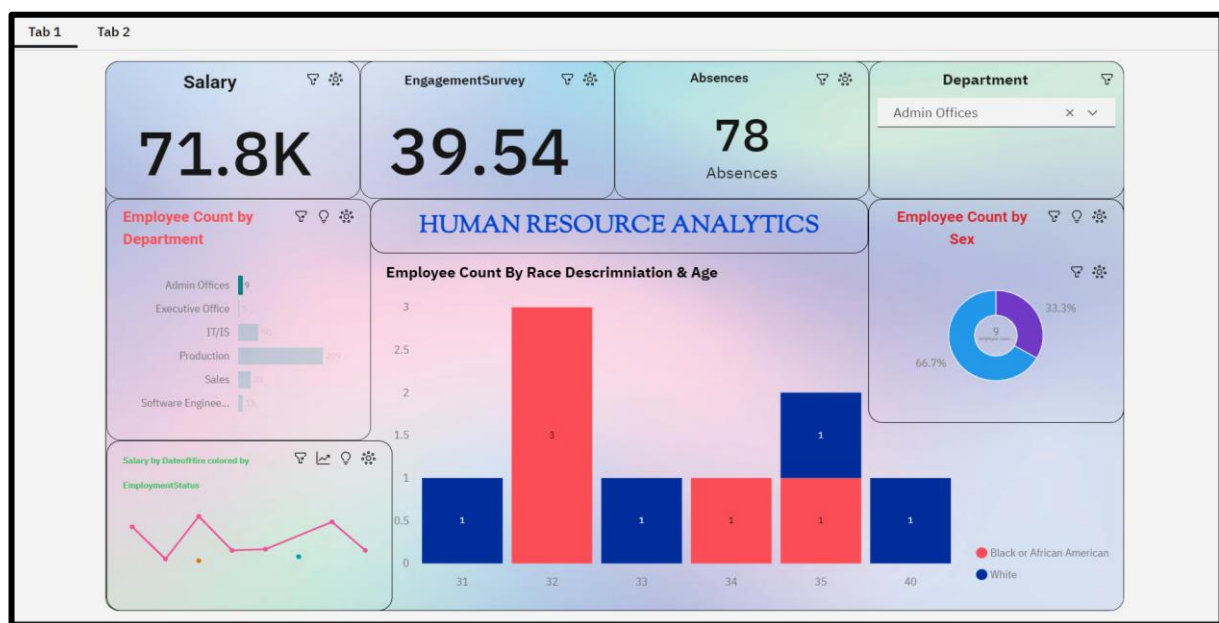 Tab 1 Tab 2
Salary
71.8K
EngagementSurvey
39.54
Absences
78
Absences
Department
Admin Offices
Employee Count by
Department
Admin Offices 9
Executive Office
IT/IS
Production
Sales
Software Enginee...
HUMAN RESOURCE ANALYTICS
Employee Count By Race Descrimniation & Age
3
2.5
2
1.5
1
0.5
0
1
3
1
1
1
1
1
31 32 33 34 35 40
Black or African American
White
Employee Count by
Sex
33.3%
9
66.7%
Salary by DateofHire colored by
EmploymentStatus